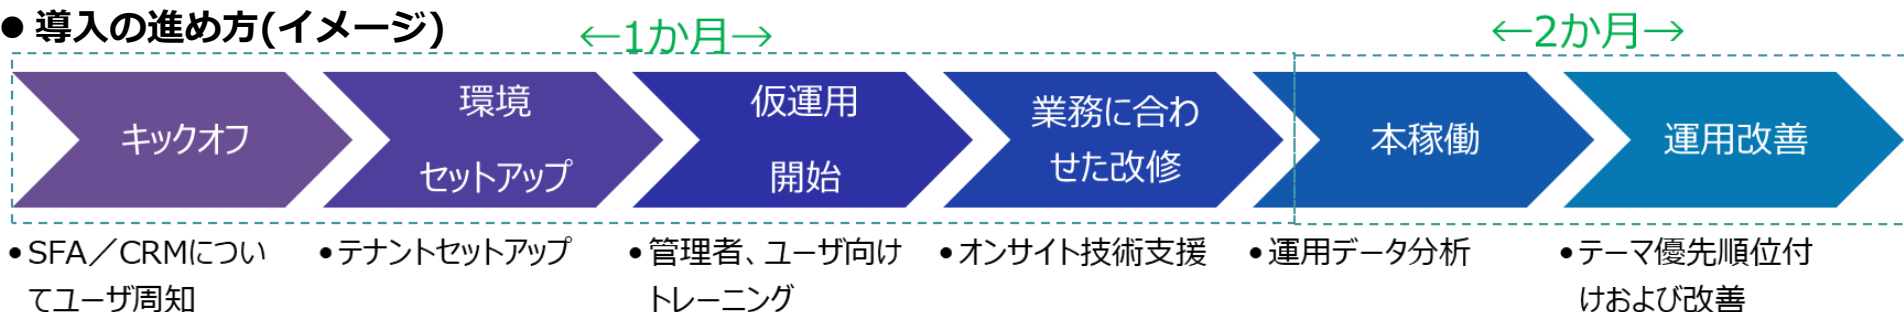 ● 導入の進め方(イメージ)
←1か月→
←2か月→
キックオフ
環境
セットアップ
仮運用
開始
業務に合わ
せた改修
本稼働
運用改善
•SFA／CRMについ
てユーザ周知
•テナントセットアップ
•管理者、ユーザ向け
トレーニング
•オンサイト技術支援
•運用データ分析
•テーマ優先順位付
けおよび改善